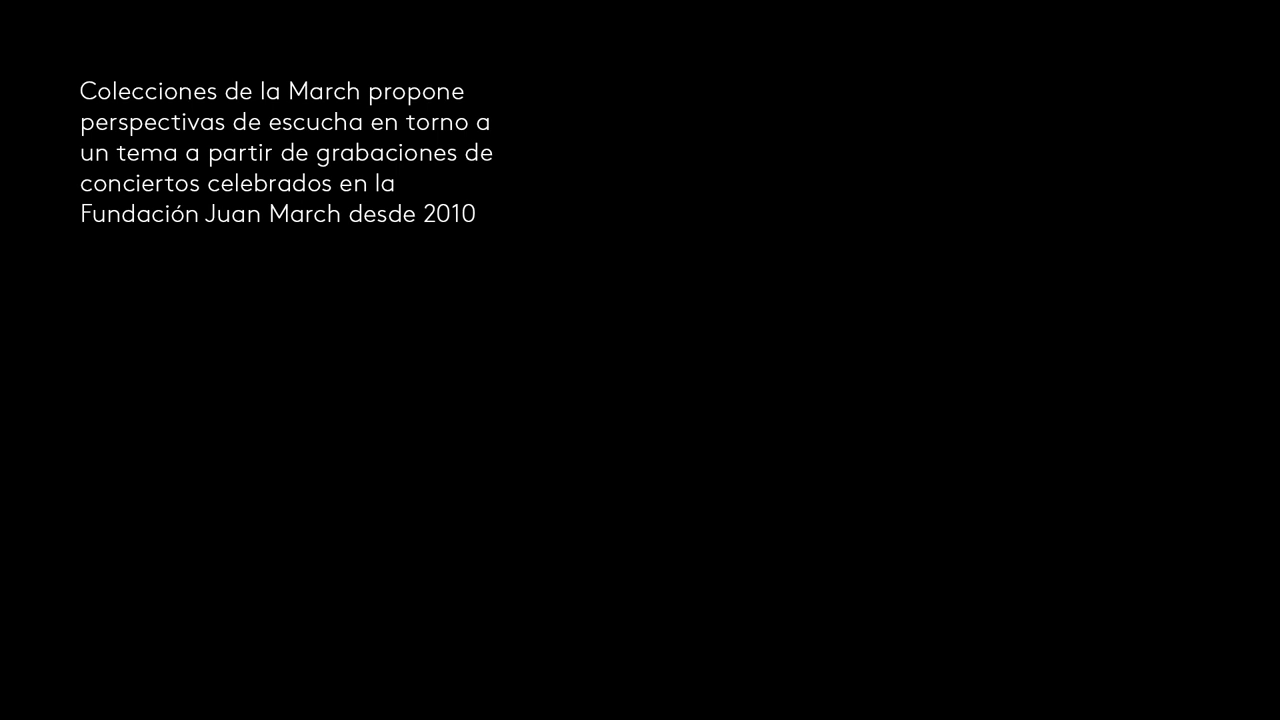 Colecciones de la March propone
perspectivas de escucha en torno a
un tema a partir de grabaciones de
conciertos celebrados en la
Fundación Juan March desde 2010